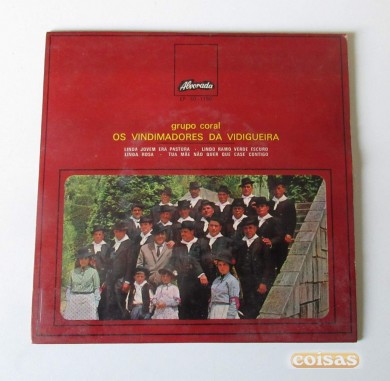 Alvorada
grupo coral
OS VINDIMADORES DA VIDIGUEIRA
LINDA JOVEM ERA PASTORA - LINDO RAMO VERDE ESCURO
LINDA ROSA - TUA MÃE NÃO QUER QUE CASE CONTIGO
coisas